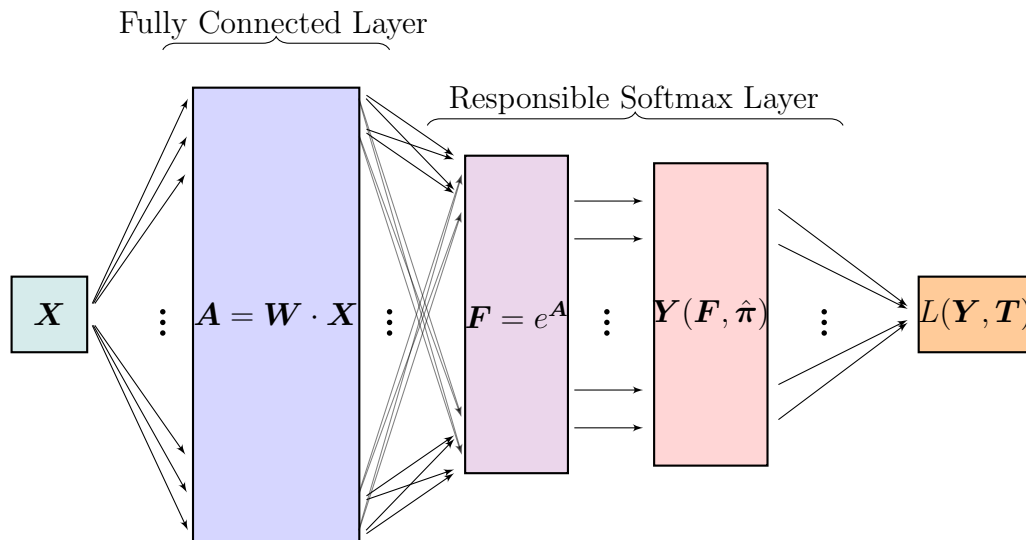 Fully Connected Layer
Responsible Softmax Layer
X
A = W · X
F = e^A
Y(F, π̂)
L(Y, T)